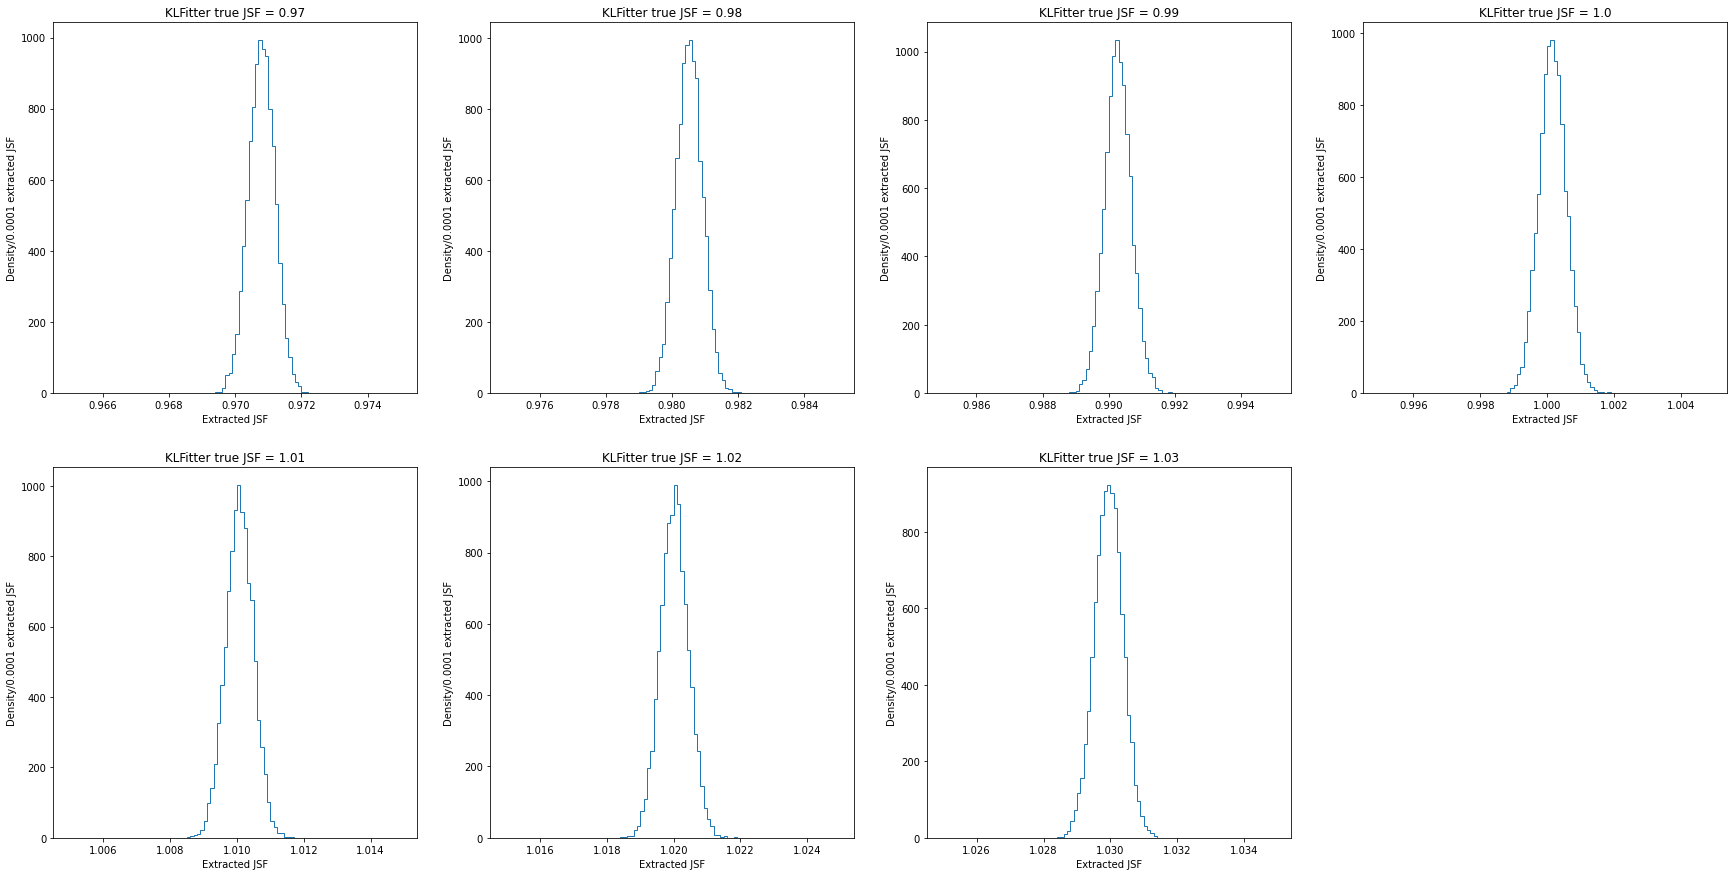 KLFitter true JSF = 0.97
1000
800
600
400
200
0
Density/0.0001 extracted JSF
0.966 0.968 0.970 0.972 0.974
Extracted JSF
KLFitter true JSF = 0.98
1000
800
600
400
200
0
Density/0.0001 extracted JSF
0.976 0.978 0.980 0.982 0.984
Extracted JSF
KLFitter true JSF = 0.99
1000
800
600
400
200
0
Density/0.0001 extracted JSF
0.986 0.988 0.990 0.992 0.994
Extracted JSF
KLFitter true JSF = 1.0
1000
800
600
400
200
0
Density/0.0001 extracted JSF
0.996 0.998 1.000 1.002 1.004
Extracted JSF
KLFitter true JSF = 1.01
1000
800
600
400
200
0
Density/0.0001 extracted JSF
1.006 1.008 1.010 1.012 1.014
Extracted JSF
KLFitter true JSF = 1.02
1000
800
600
400
200
0
Density/0.0001 extracted JSF
1.016 1.018 1.020 1.022 1.024
Extracted JSF
KLFitter true JSF = 1.03
800
600
400
200
0
Density/0.0001 extracted JSF
1.026 1.028 1.030 1.032 1.034
Extracted JSF